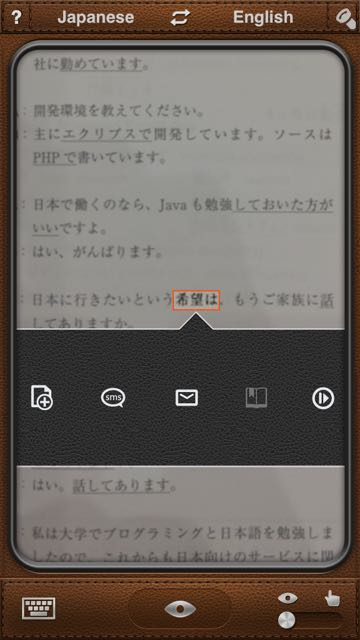 ?
Japanese
English
社に勤めています。
：開発環境を教えてください。
：主にエクリプスで開発しています。ソースは
PHPで書いています。
：日本で働くのなら、Javaも勉強しておいた方が
いいですよ。
：はい、がんばります。
：日本に行きたいという希望は、もうご家族に話
してありますか。
sms
：はい。話してあります。
：私は大学でプログラミングと日本語を勉強しま
したので、これからも日本向けのサービスに関